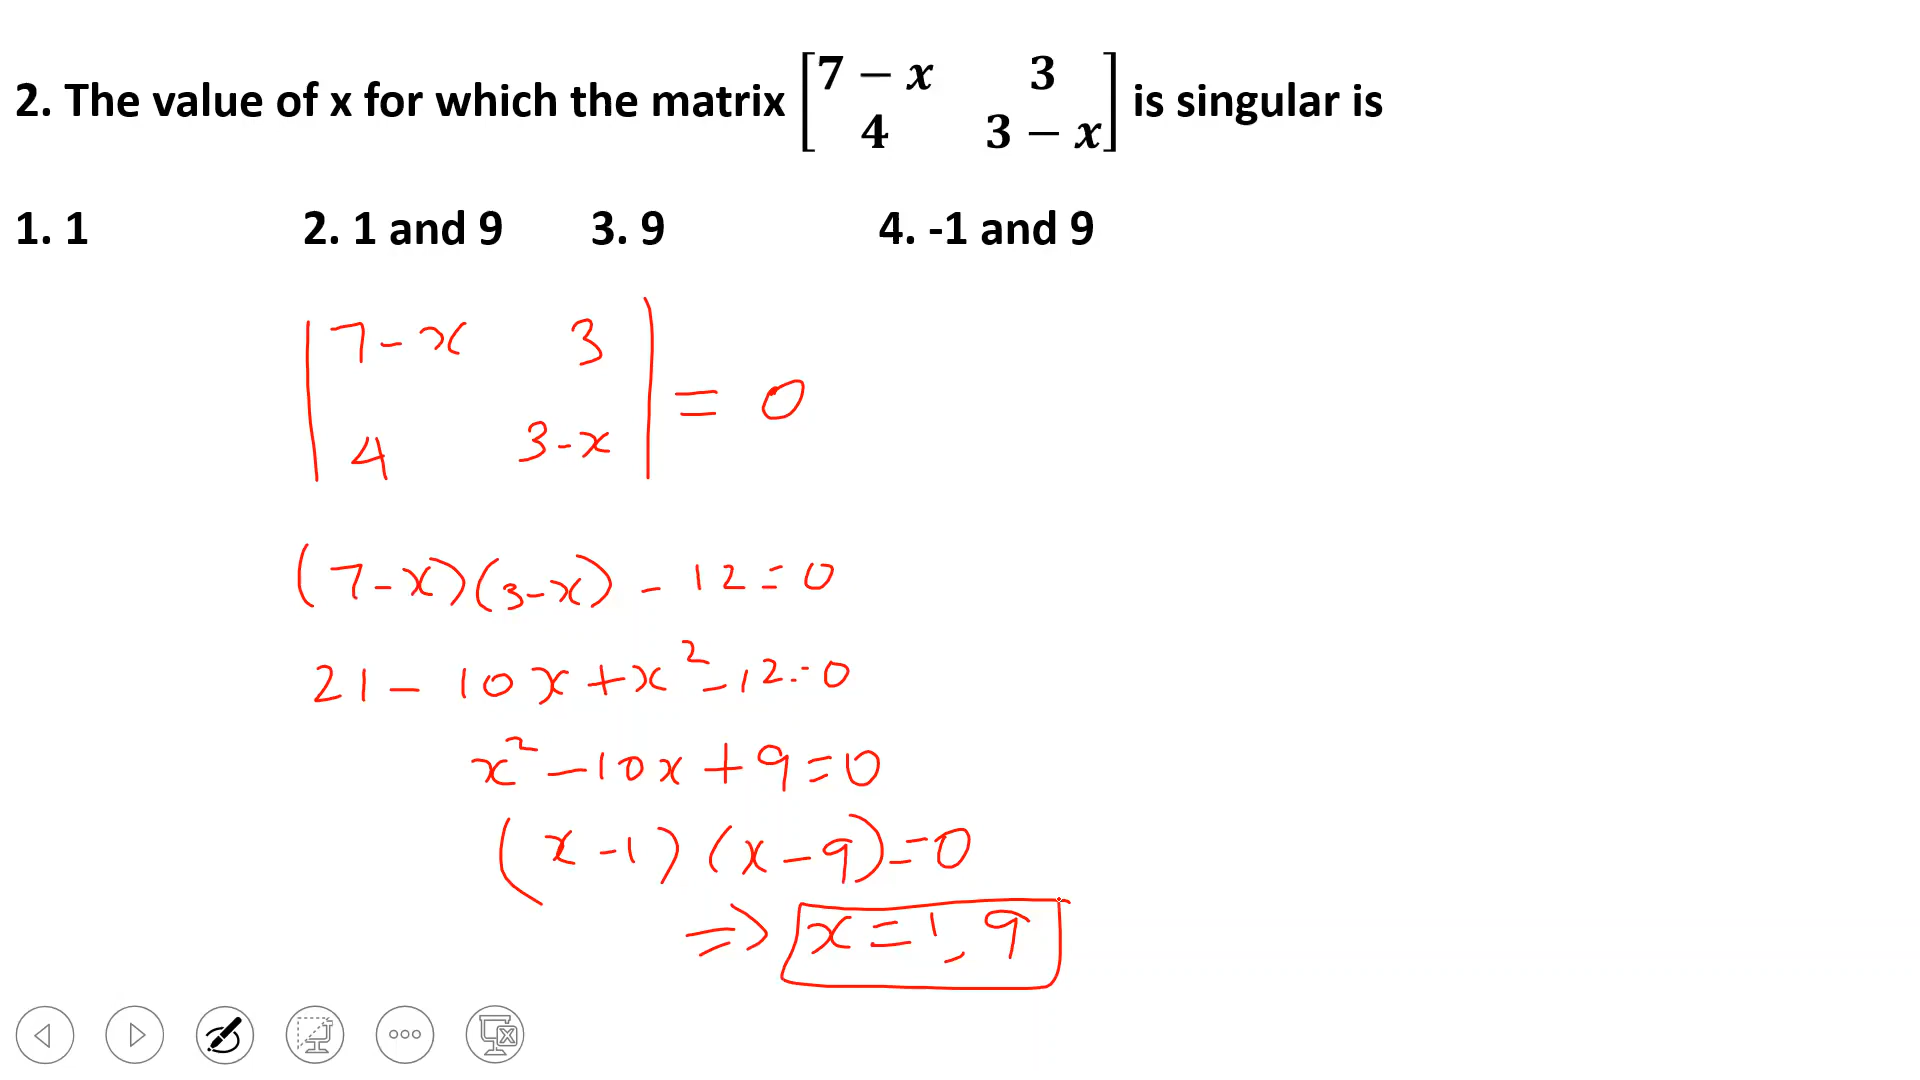 2. The value of x for which the matrix [7 − x 3
4 3 − x] is singular is
1. 1 2. 1 and 9 3. 9 4. -1 and 9
|7-x 3
4 3-x| = 0
(7-x)(3-x) - 12 = 0
21 - 10x + x² - 12 = 0
x² - 10x + 9 = 0
(x - 1) (x - 9) = 0
⇒ x = 1, 9